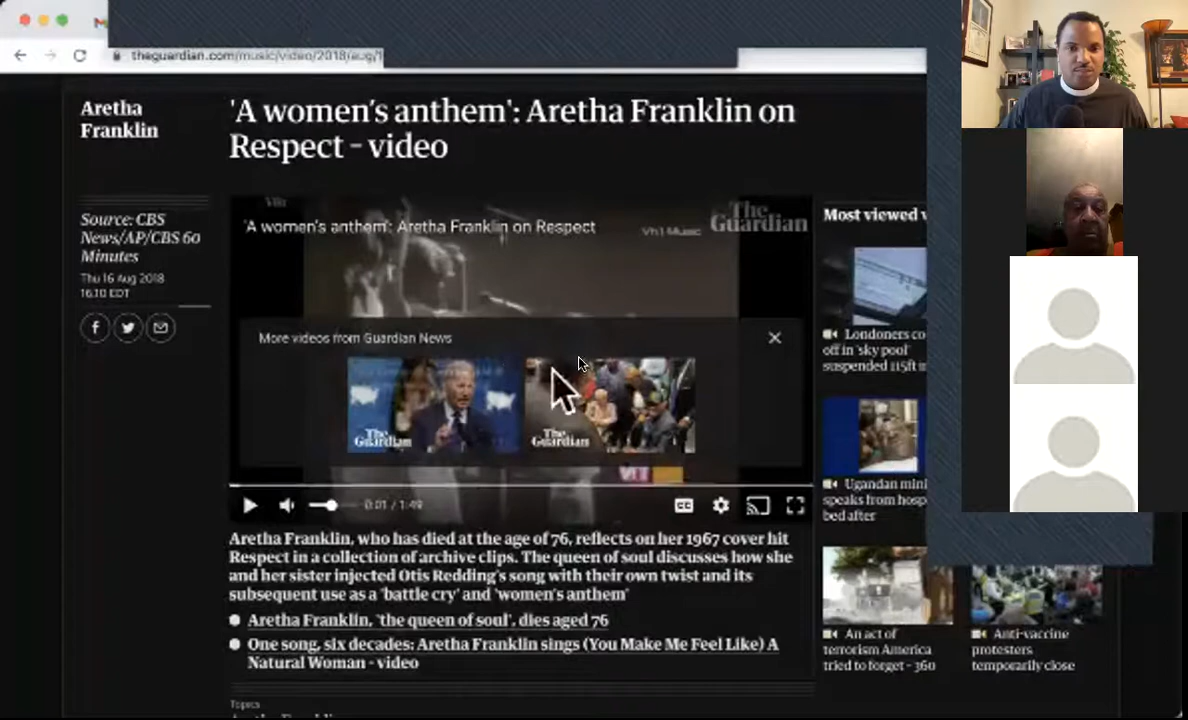 theguardian.com/music/video/2018/aug/1
Aretha
Franklin
'A women's anthem': Aretha Franklin on
Respect - video
Source: CBS
News/AP/CBS 60
Minutes
Thu 16 Aug 2018
16.10 EDT
'A women's anthem': Aretha Franklin on Respect
Vh1 Music
The
Guardian
More videos from Guardian News
The
Guardian
The
Guardian
0:01 / 1:49
CC
Most viewed
Londoners co
off in 'sky pool'
suspended 115ft
Ugandan mini
speaks from hosp
bed after
An act of
terrorism America
tried to forget - 360
Anti-vaccine
protesters
temporarily close
Aretha Franklin, who has died at the age of 76, reflects on her 1967 cover hit
Respect in a collection of archive clips. The queen of soul discusses how she
and her sister injected Otis Redding's song with their own twist and its
subsequent use as a 'battle cry' and 'women's anthem'
Aretha Franklin, 'the queen of soul', dies aged 76
One song, six decades: Aretha Franklin sings (You Make Me Feel Like) A
Natural Woman - video
Topics